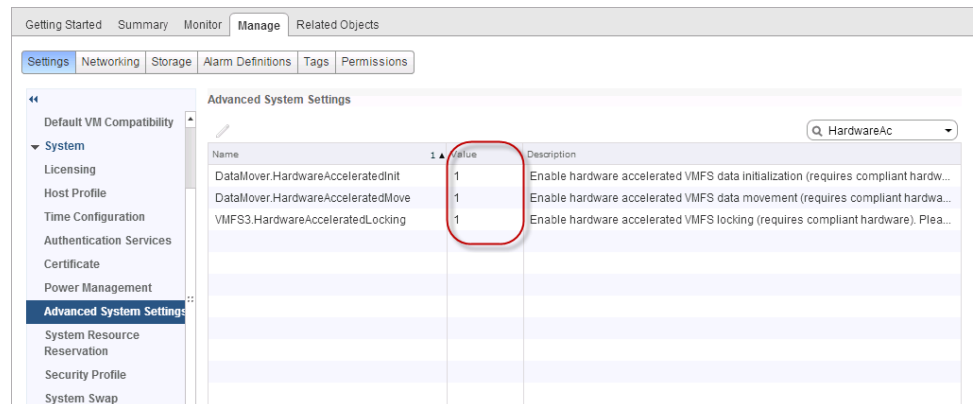 Getting Started Summary Monitor Manage Related Objects
Settings Networking Storage Alarm Definitions Tags Permissions
Advanced System Settings
Default VM Compatibility
System
Licensing
Host Profile
Time Configuration
Authentication Services
Certificate
Power Management
Advanced System Settings
System Resource
Reservation
Security Profile
System Swap
HardwareAc
Name 1 Value Description
DataMover.HardwareAcceleratedInit 1 Enable hardware accelerated VMFS data initialization (requires compliant hardw...
DataMover.HardwareAcceleratedMove 1 Enable hardware accelerated VMFS data movement (requires compliant hardwa...
VMFS3.HardwareAcceleratedLocking 1 Enable hardware accelerated VMFS locking (requires compliant hardware). Plea...